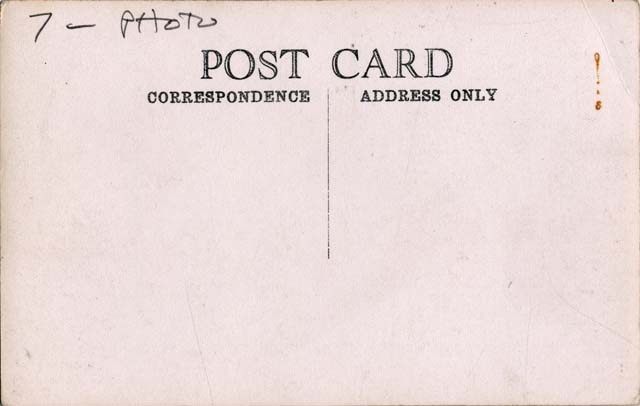 7 – PHOTO
POST CARD
CORRESPONDENCE ADDRESS ONLY